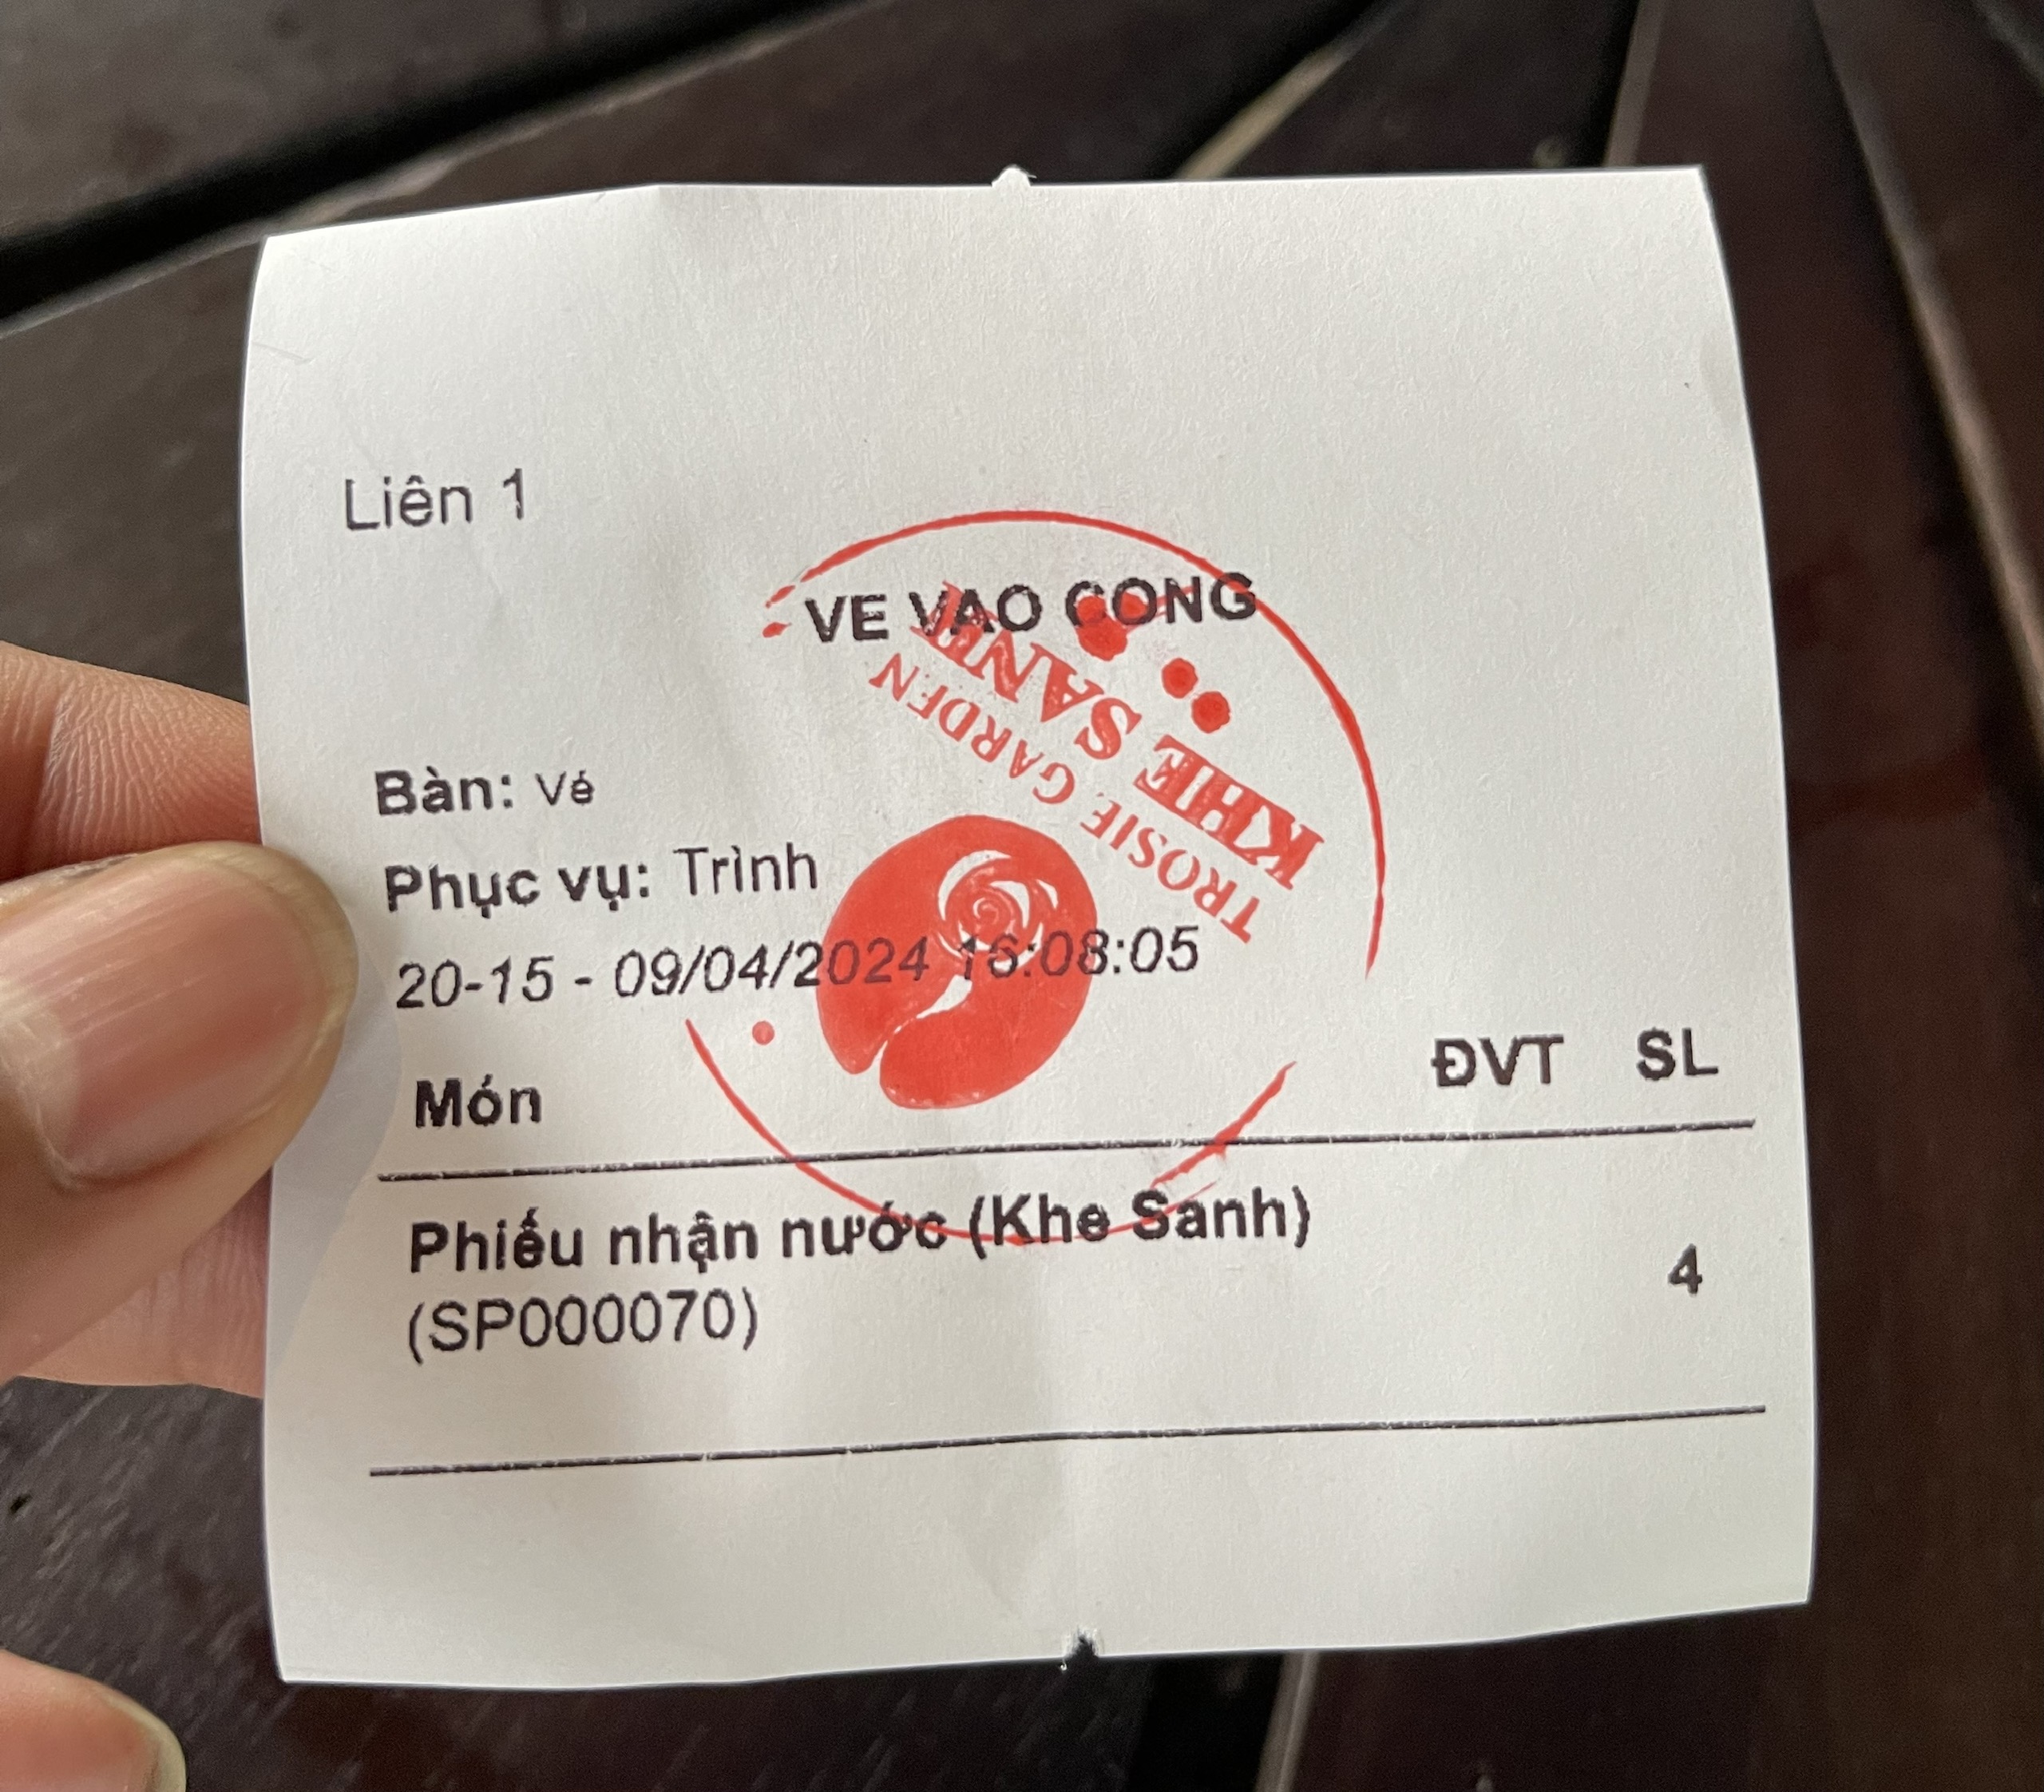 Liên 1
VE VAO CONG
KHE SANH
TROSIE GARDEN
Bàn: Vé
Phục vụ: Trình
20-15 - 09/04/2024 16:08:05
Món ĐVT SL
Phiếu nhận nước (Khe Sanh)
(SP000070) 4